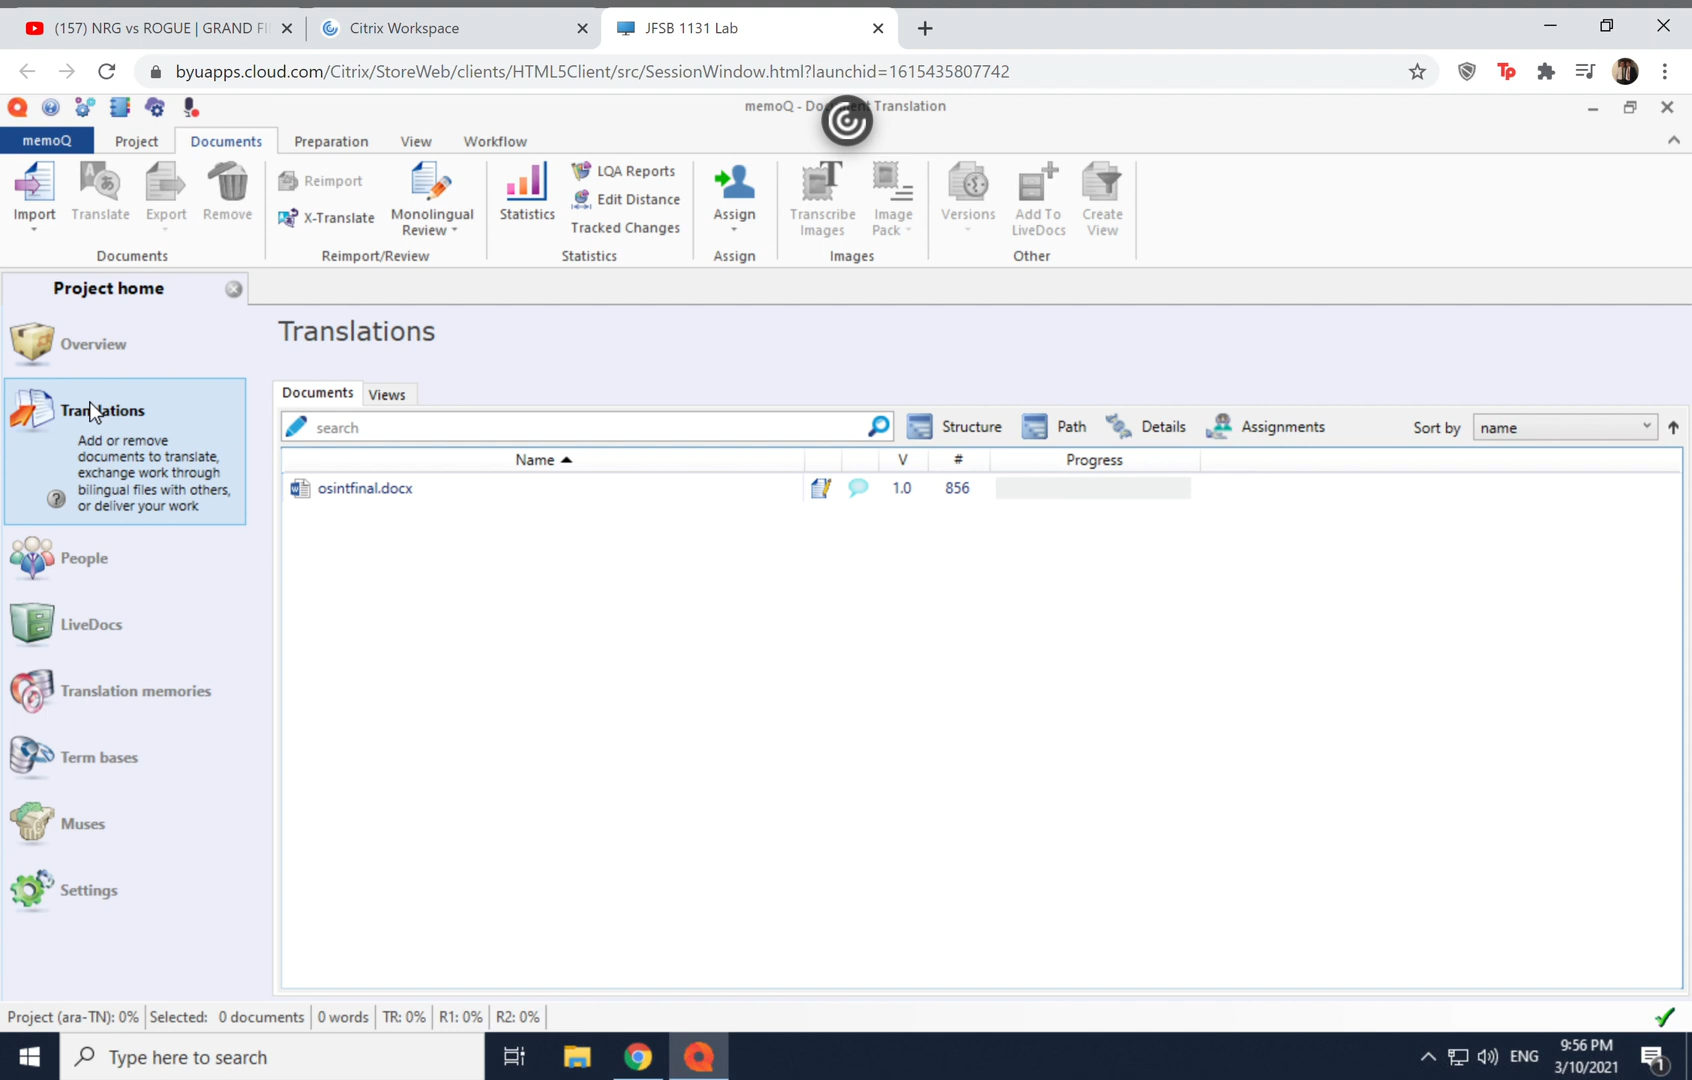 (157) NRG vs ROGUE | GRAND FI
Citrix Workspace
JFSB 1131 Lab
byuapps.cloud.com/Citrix/StoreWeb/clients/HTML5Client/src/SessionWindow.html?launchid=1615435807742
Tp
memoQ - Do Translation
memoQ Project Documents Preparation View Workflow
Import Translate Export Remove
Documents
Reimport
X-Translate
Monolingual Review
Reimport/Review
Statistics
LQA Reports
Edit Distance
Tracked Changes
Statistics
Assign
Assign
Transcribe Images
Image Pack
Images
Versions
Add To LiveDocs
Create View
Other
Project home
Overview
Translations
Add or remove
documents to translate,
exchange work through
bilingual files with others,
or deliver your work
People
LiveDocs
Translation memories
Term bases
Muses
Settings
Translations
Documents Views
search
Structure Path Details Assignments Sort by name
Name V # Progress
osintfinal.docx 1.0 856
Project (ara-TN): 0% Selected: 0 documents 0 words TR: 0% R1: 0% R2: 0%
Type here to search
ENG
9:56 PM
3/10/2021
1